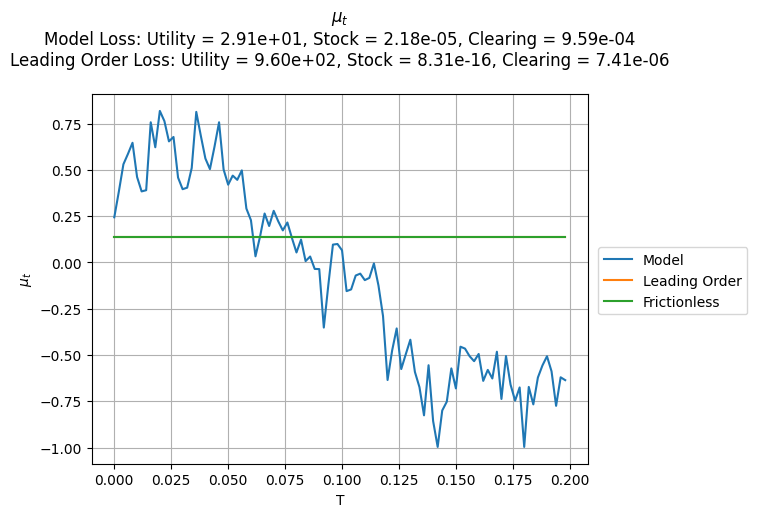 μt
Model Loss: Utility = 2.91e+01, Stock = 2.18e-05, Clearing = 9.59e-04
Leading Order Loss: Utility = 9.60e+02, Stock = 8.31e-16, Clearing = 7.41e-06
0.75
0.50
0.25
0.00
−0.25
−0.50
−0.75
−1.00
μt
0.000 0.025 0.050 0.075 0.100 0.125 0.150 0.175 0.200
T
Model
Leading Order
Frictionless